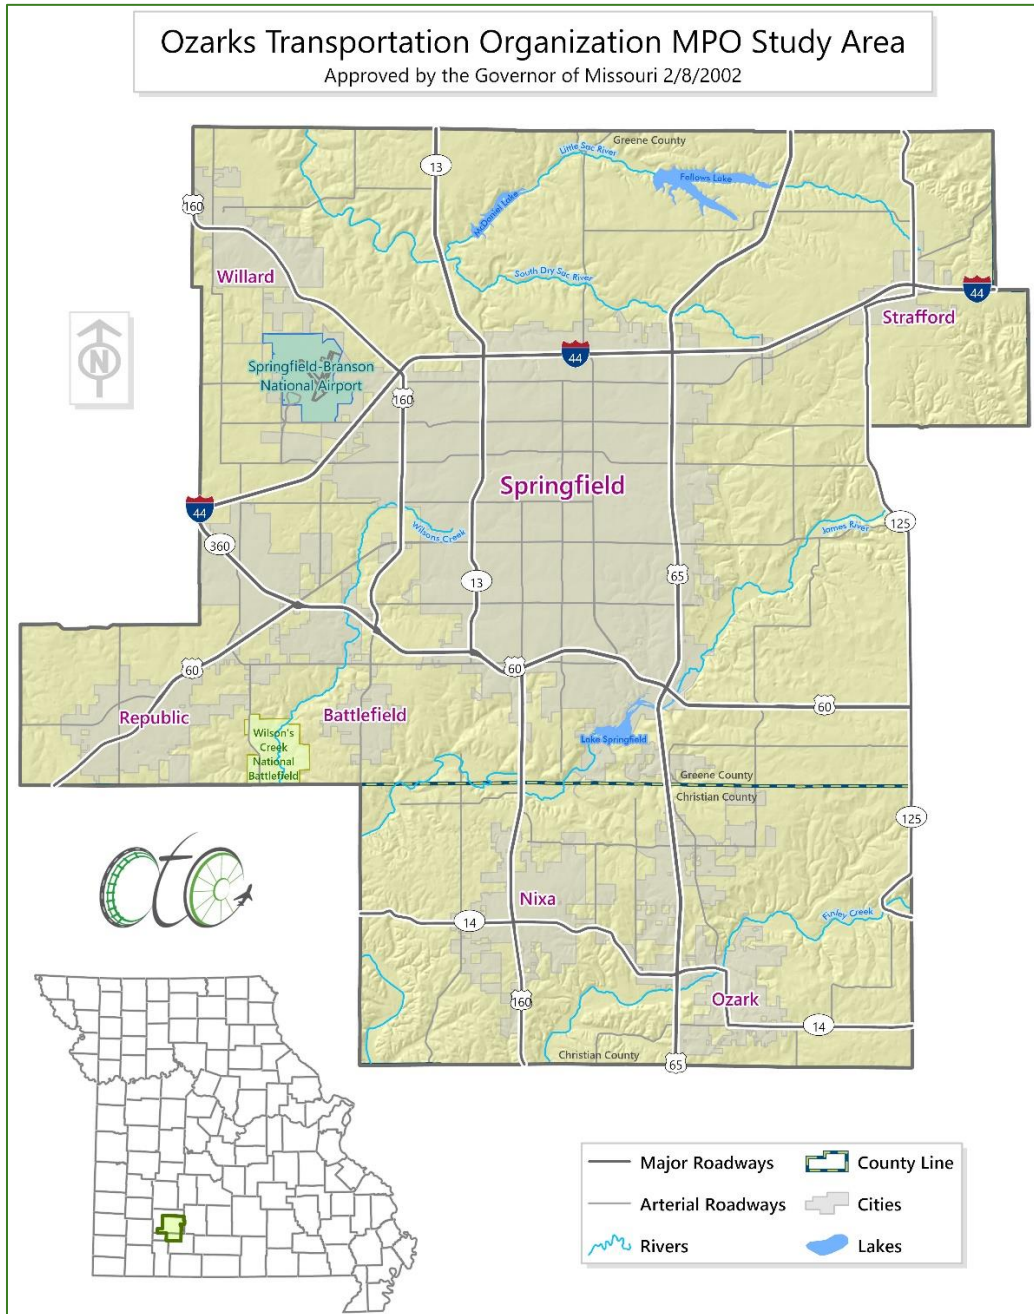 Ozarks Transportation Organization MPO Study Area
Approved by the Governor of Missouri 2/8/2002
Greene County
Little Sac River
13
Fellows Lake
160
McDaniel Lake
Willard
South Dry Sac River
44
Strafford
N
44
Springfield-Branson
National Airport
160
Springfield
44
125
Wilsons Creek
James River
360
13
65
60
60
Republic
Battlefield
60
Wilson's
Creek
National
Battlefield
Lake Springfield
Greene County
Christian County
125
Nixa
14
Finley Creek
160
Ozark
14
Christian County
65
oto
Major Roadways
County Line
Arterial Roadways
Cities
Rivers
Lakes